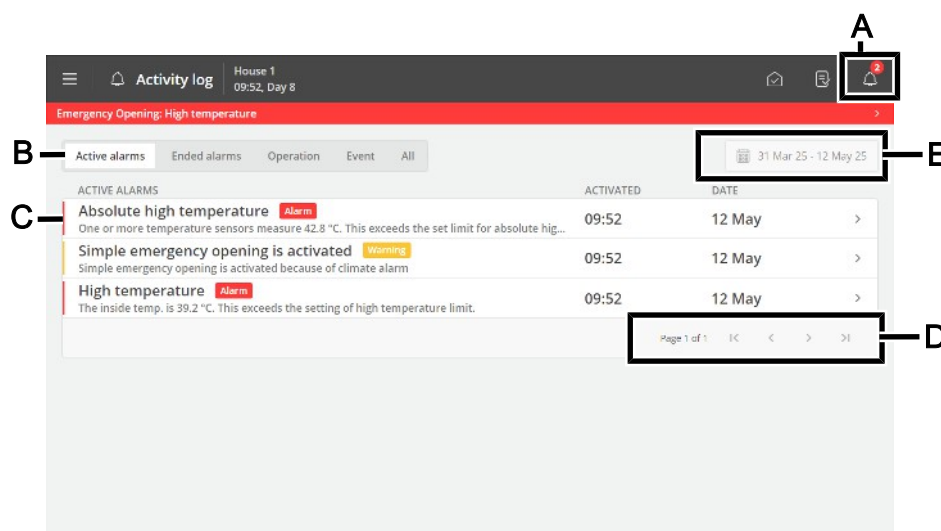 A
Activity log
House 1
09:52, Day 8
2
Emergency Opening: High temperature
B
Active alarms Ended alarms Operation Event All
31 Mar 25 - 12 May 25
E
ACTIVE ALARMS ACTIVATED DATE
C
Absolute high temperature Alarm
One or more temperature sensors measure 42.8 °C. This exceeds the set limit for absolute hig...
09:52 12 May
Simple emergency opening is activated Warning
Simple emergency opening is activated because of climate alarm
09:52 12 May
High temperature Alarm
The inside temp. is 39.2 °C. This exceeds the setting of high temperature limit.
09:52 12 May
Page 1 of 1
D